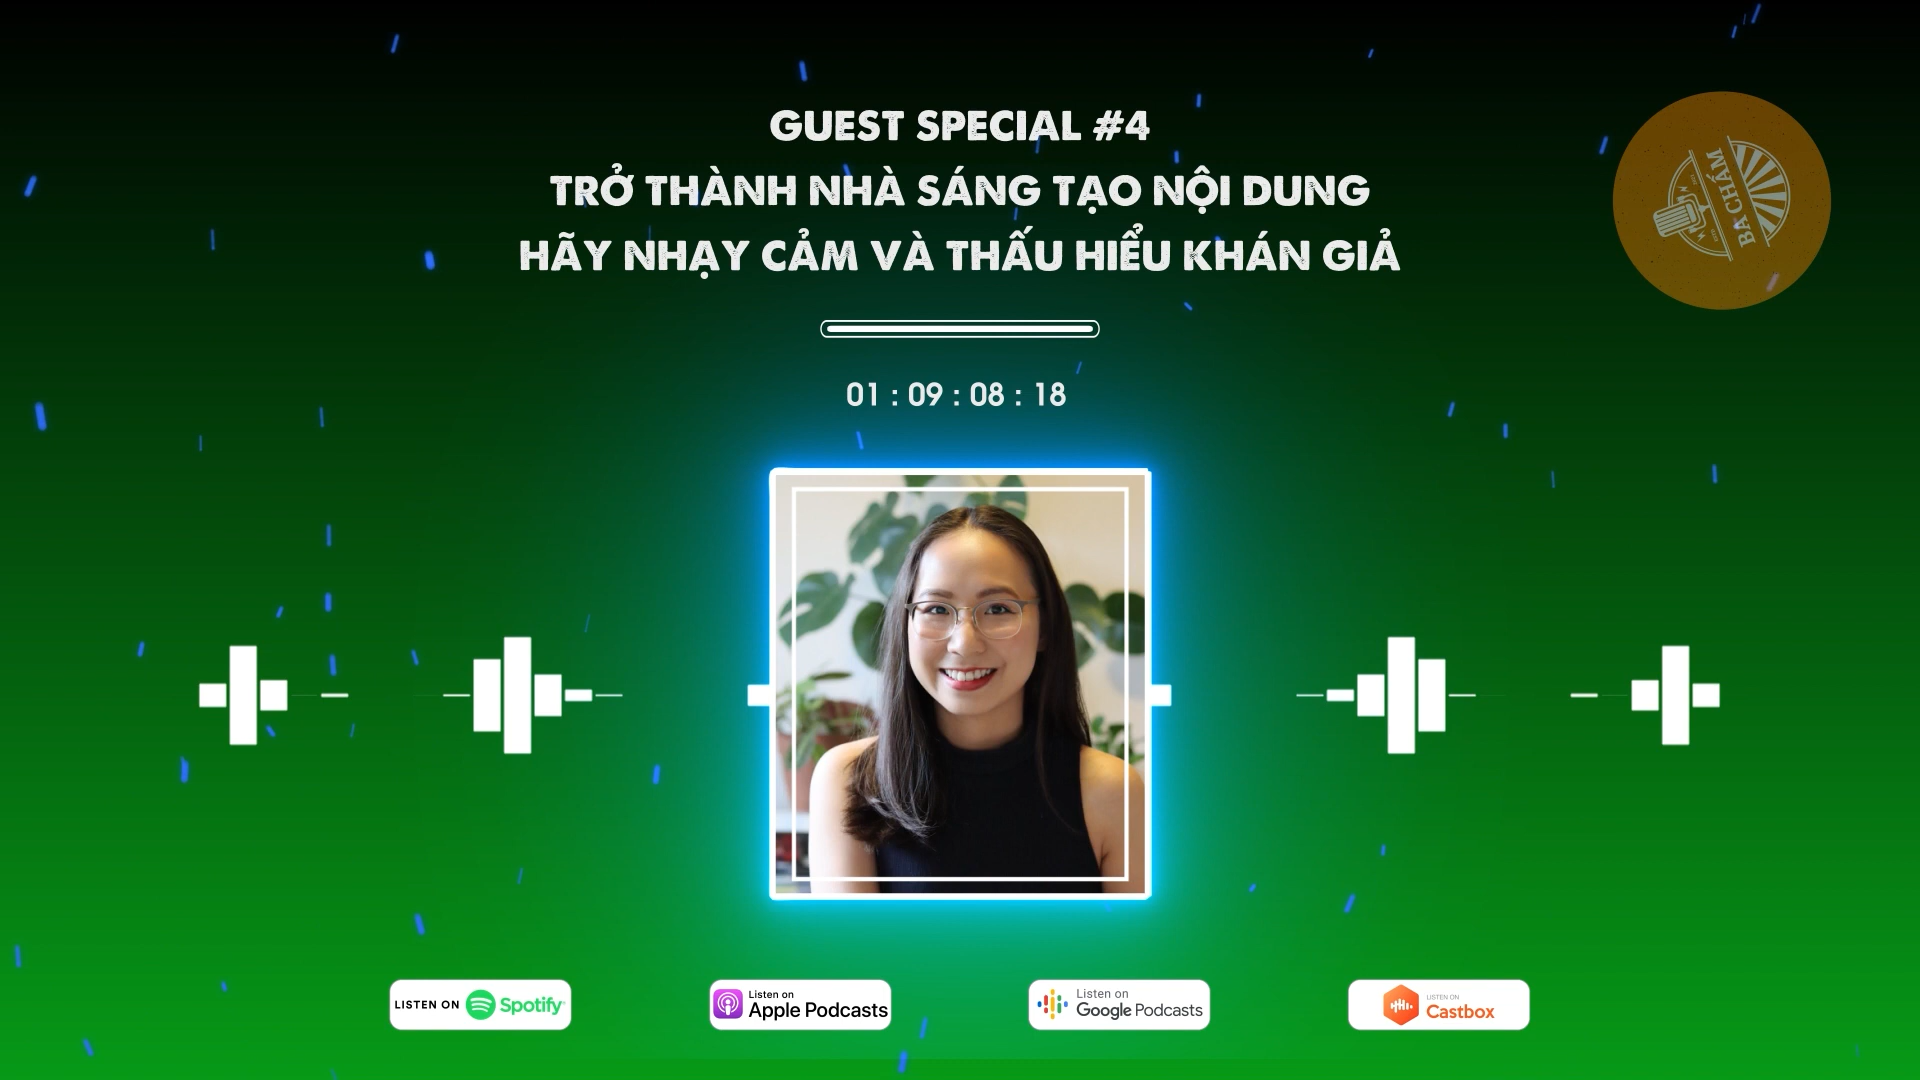 GUEST SPECIAL #4
TRỞ THÀNH NHÀ SÁNG TẠO NỘI DUNG
HÃY NHẠY CẢM VÀ THẤU HIỂU KHÁN GIẢ
BA CHẤM
01 : 09 : 08 : 18
LISTEN ON Spotify
Listen on
Apple Podcasts
Listen on
Google Podcasts
LISTEN ON
Castbox